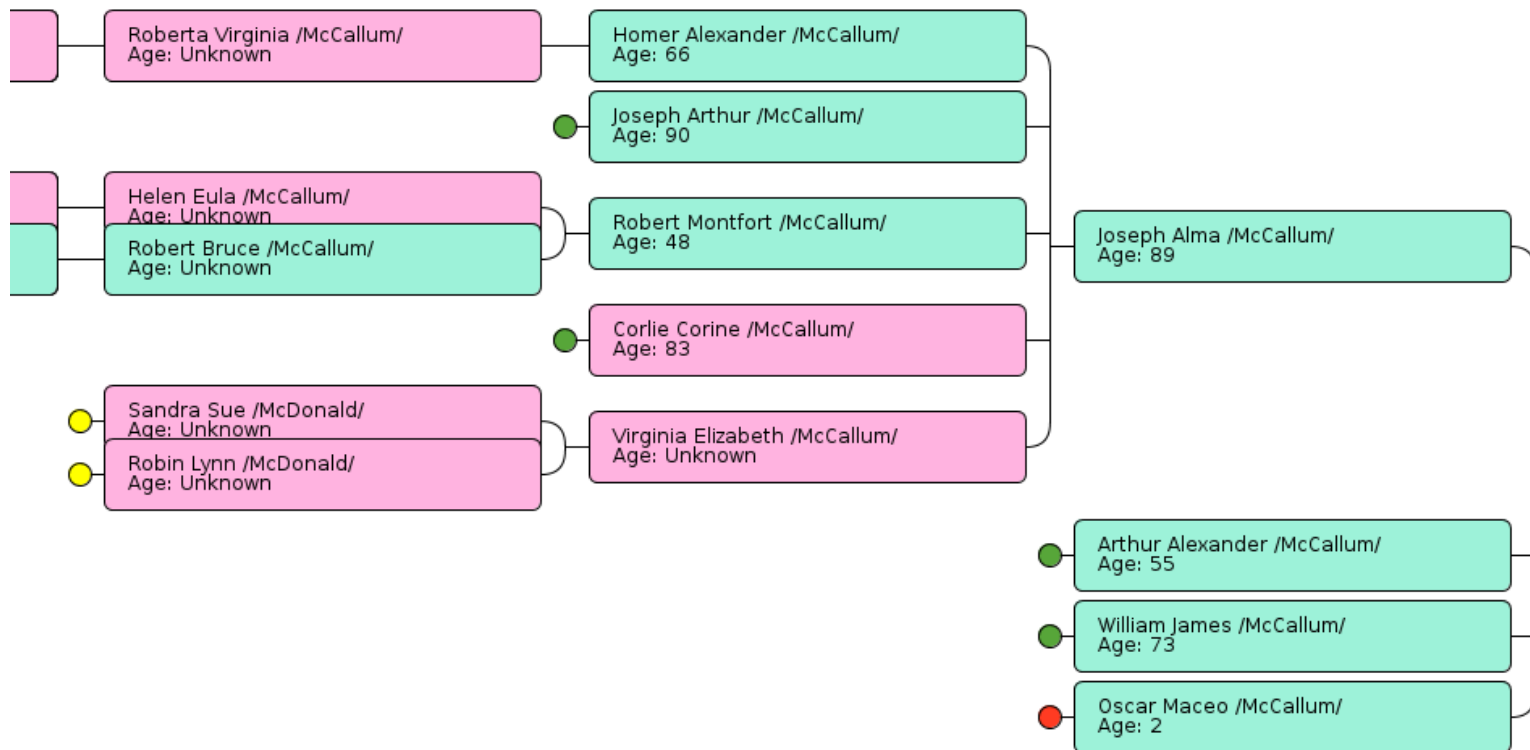 Roberta Virginia /McCallum/
Age: Unknown
Homer Alexander /McCallum/
Age: 66
Joseph Arthur /McCallum/
Age: 90
Helen Eula /McCallum/
Age: Unknown
Robert Bruce /McCallum/
Age: Unknown
Robert Montfort /McCallum/
Age: 48
Joseph Alma /McCallum/
Age: 89
Corlie Corine /McCallum/
Age: 83
Sandra Sue /McDonald/
Age: Unknown
Robin Lynn /McDonald/
Age: Unknown
Virginia Elizabeth /McCallum/
Age: Unknown
Arthur Alexander /McCallum/
Age: 55
William James /McCallum/
Age: 73
Oscar Maceo /McCallum/
Age: 2